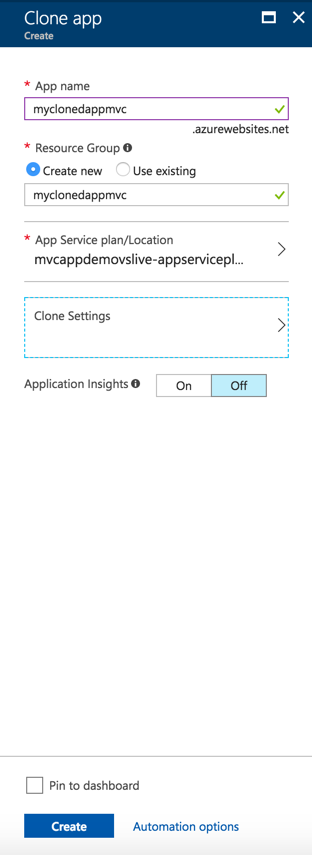 Clone app
Create
* App name
myclonedappmvc
.azurewebsites.net
* Resource Group
Create new Use existing
myclonedappmvc
* App Service plan/Location
mvcappdemovslive-appservicepl...
Clone Settings
Application Insights On Off
Pin to dashboard
Create Automation options